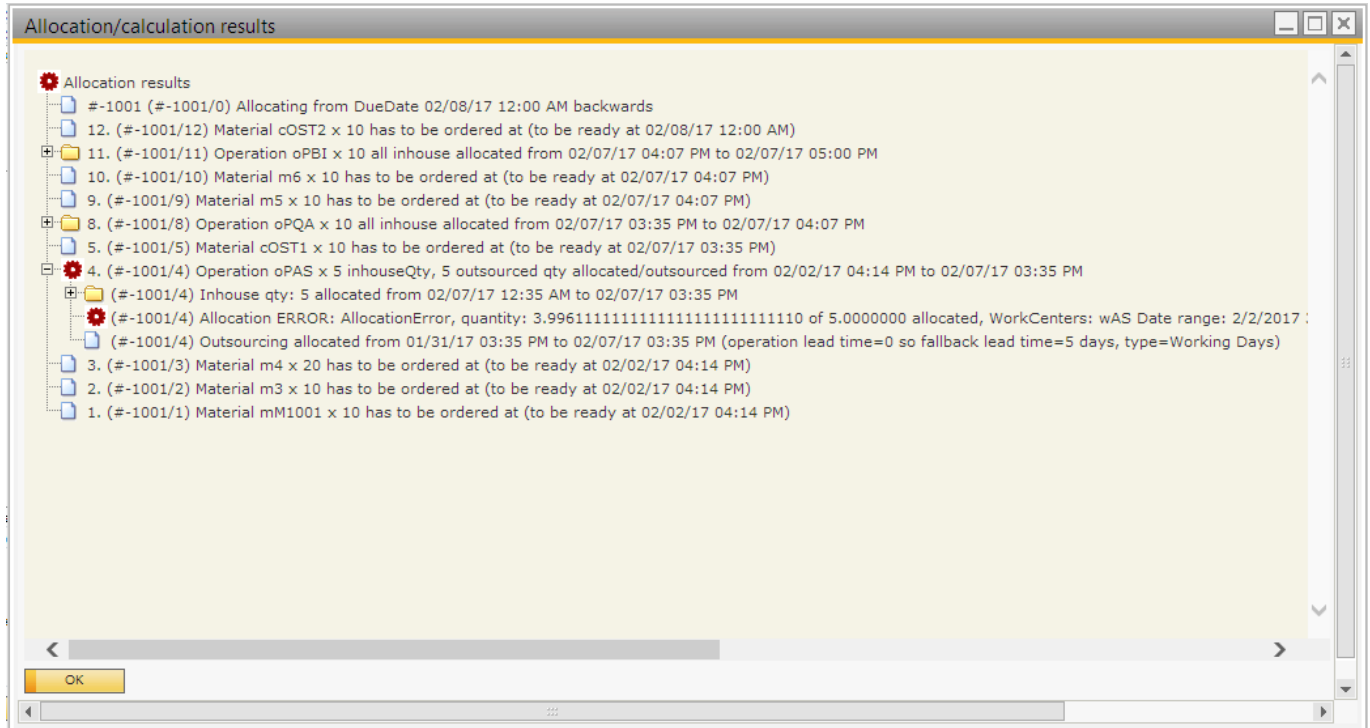 Allocation/calculation results
Allocation results
#-1001 (#-1001/0) Allocating from DueDate 02/08/17 12:00 AM backwards
12. (#-1001/12) Material cOST2 x 10 has to be ordered at (to be ready at 02/08/17 12:00 AM)
11. (#-1001/11) Operation oPBI x 10 all inhouse allocated from 02/07/17 04:07 PM to 02/07/17 05:00 PM
10. (#-1001/10) Material m6 x 10 has to be ordered at (to be ready at 02/07/17 04:07 PM)
9. (#-1001/9) Material m5 x 10 has to be ordered at (to be ready at 02/07/17 04:07 PM)
8. (#-1001/8) Operation oPQA x 10 all inhouse allocated from 02/07/17 03:35 PM to 02/07/17 04:07 PM
5. (#-1001/5) Material cOST1 x 10 has to be ordered at (to be ready at 02/07/17 03:35 PM)
4. (#-1001/4) Operation oPAS x 5 inhouseQty, 5 outsourced qty allocated/outsourced from 02/02/17 04:14 PM to 02/07/17 03:35 PM
(#-1001/4) Inhouse qty: 5 allocated from 02/07/17 12:35 AM to 02/07/17 03:35 PM
(#-1001/4) Allocation ERROR: AllocationError, quantity: 3.9961111111111111111111111110 of 5.0000000 allocated, WorkCenters: wAS Date range: 2/2/2017
(#-1001/4) Outsourcing allocated from 01/31/17 03:35 PM to 02/07/17 03:35 PM (operation lead time=0 so fallback lead time=5 days, type=Working Days)
3. (#-1001/3) Material m4 x 20 has to be ordered at (to be ready at 02/02/17 04:14 PM)
2. (#-1001/2) Material m3 x 10 has to be ordered at (to be ready at 02/02/17 04:14 PM)
1. (#-1001/1) Material mM1001 x 10 has to be ordered at (to be ready at 02/02/17 04:14 PM)
OK